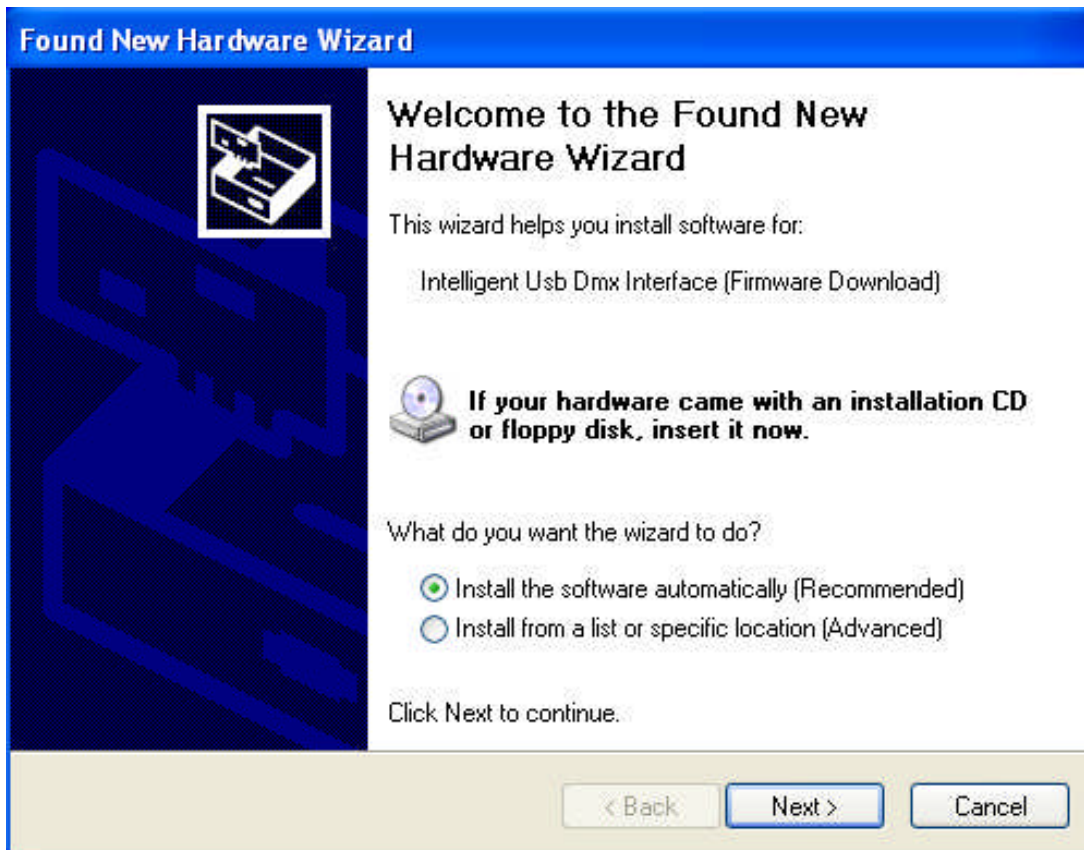 Found New Hardware Wizard
Welcome to the Found New
Hardware Wizard
This wizard helps you install software for:
Intelligent Usb Dmx Interface (Firmware Download)
If your hardware came with an installation CD
or floppy disk, insert it now.
What do you want the wizard to do?
Install the software automatically (Recommended)
Install from a list or specific location (Advanced)
Click Next to continue.
< Back Next > Cancel